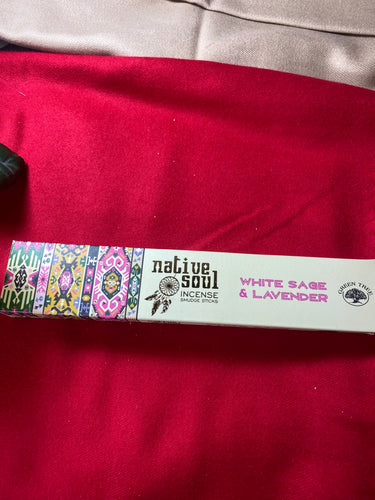 native
soul
INCENSE
SMUDGE STICKS
WHITE SAGE
& LAVENDER
GREEN TREE